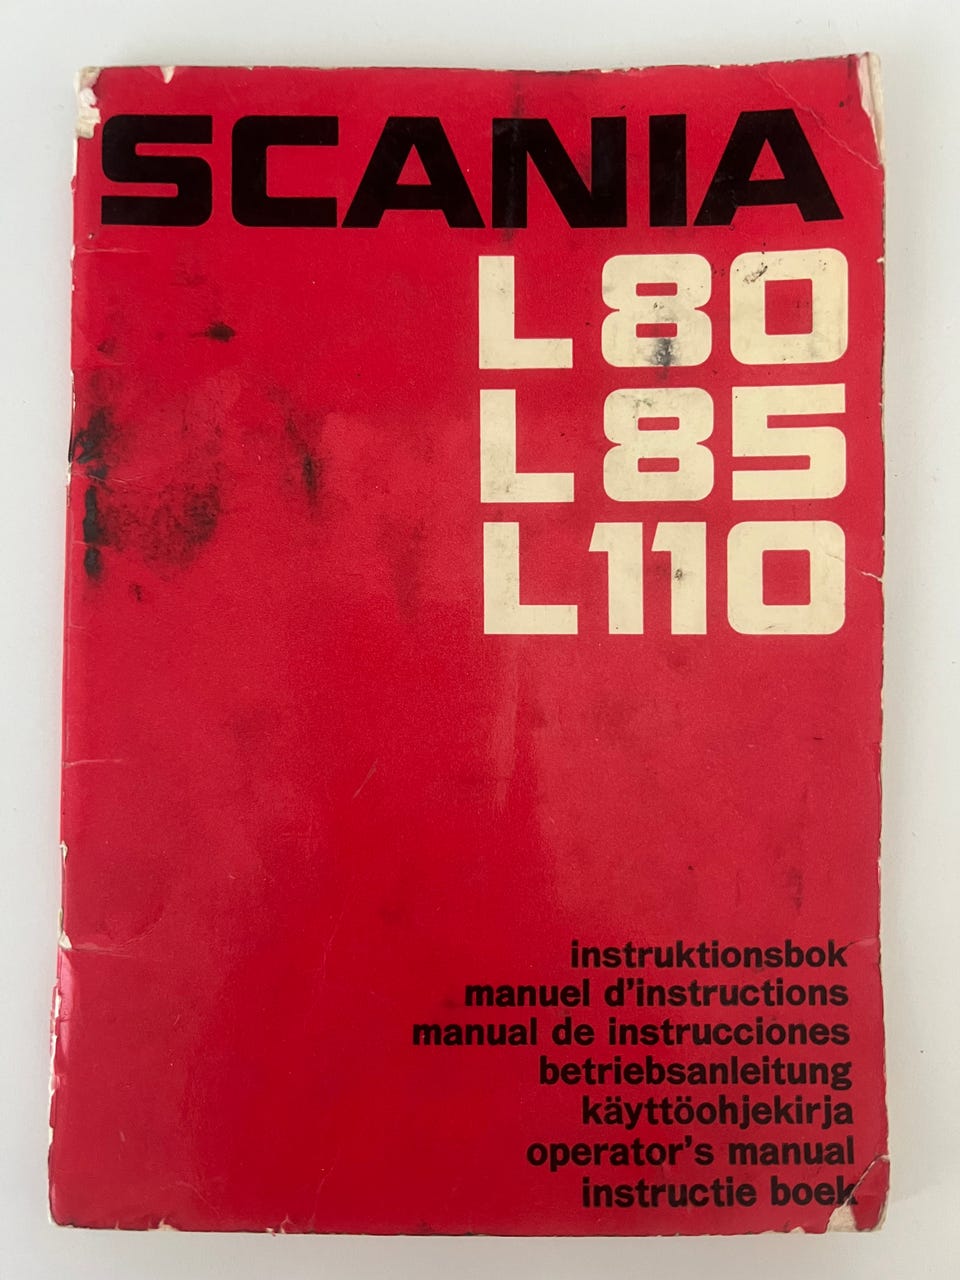 SCANIA
L80
L85
L110
instruktionsbok
manuel d'instructions
manual de instrucciones
betriebsanleitung
käyttöohjekirja
operator's manual
instructie boek